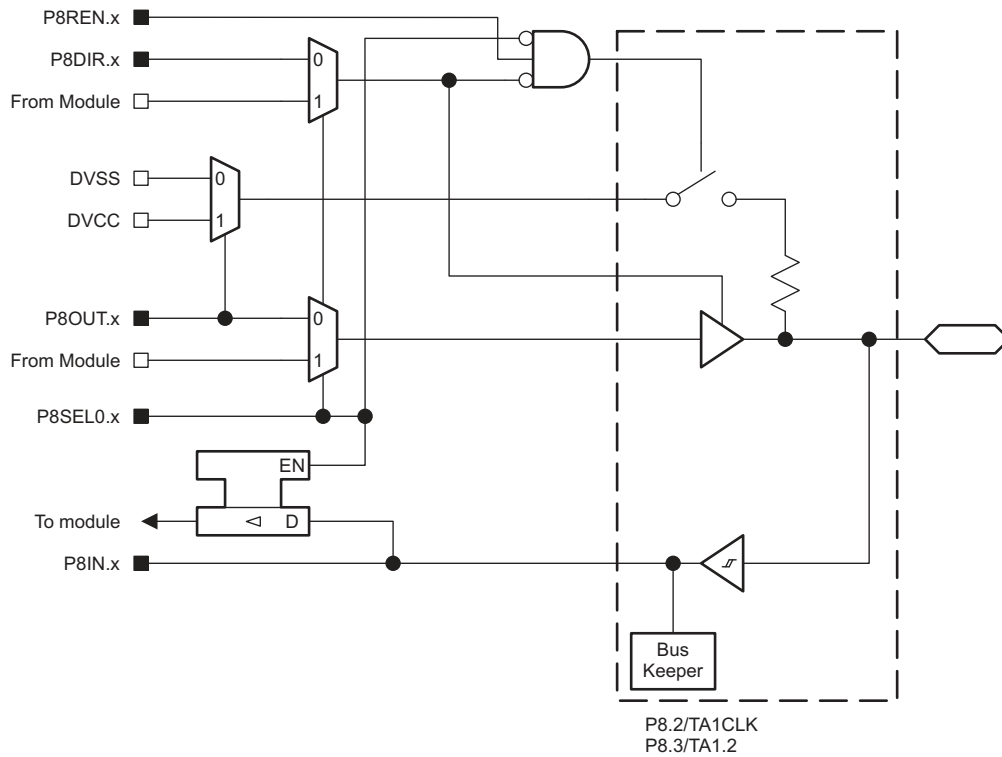 P8REN.x
P8DIR.x
0
From Module
1
DVSS
0
DVCC
1
P8OUT.x
0
From Module
1
P8SEL0.x
EN
To module
D
P8IN.x
Bus
Keeper
P8.2/TA1CLK
P8.3/TA1.2